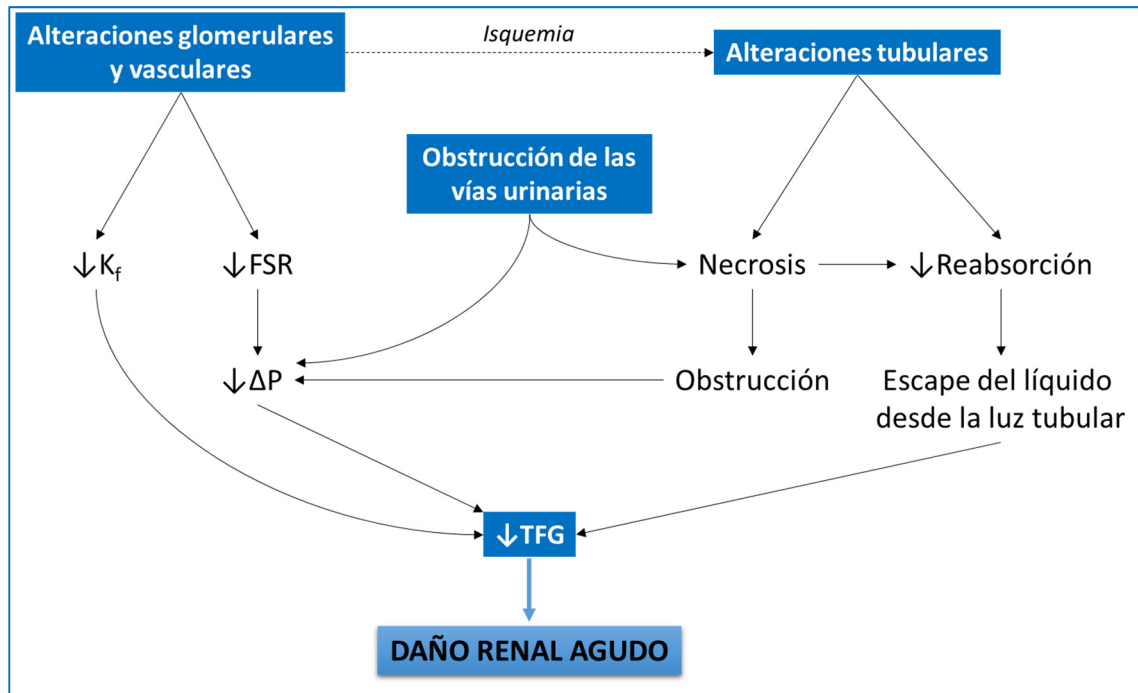 Alteraciones glomerulares
y vasculares
Isquemia
Alteraciones tubulares
Obstrucción de las
vías urinarias
↓K_f
↓FSR
Necrosis
↓Reabsorción
↓ΔP
Obstrucción
Escape del líquido
desde la luz tubular
↓TFG
DAÑO RENAL AGUDO